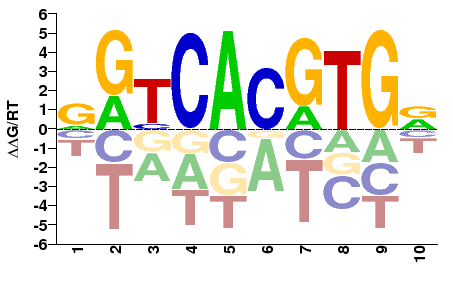 6
5
4
3
2
1
0
-1
-2
-3
-4
-5
-6
ΔΔG/RT
G A C T
G A C T
T C G A
C G A T
A C G T
C G A
G A C T
T A G C
G A C T
G A C T
1 2 3 4 5 6 7 8 9 10